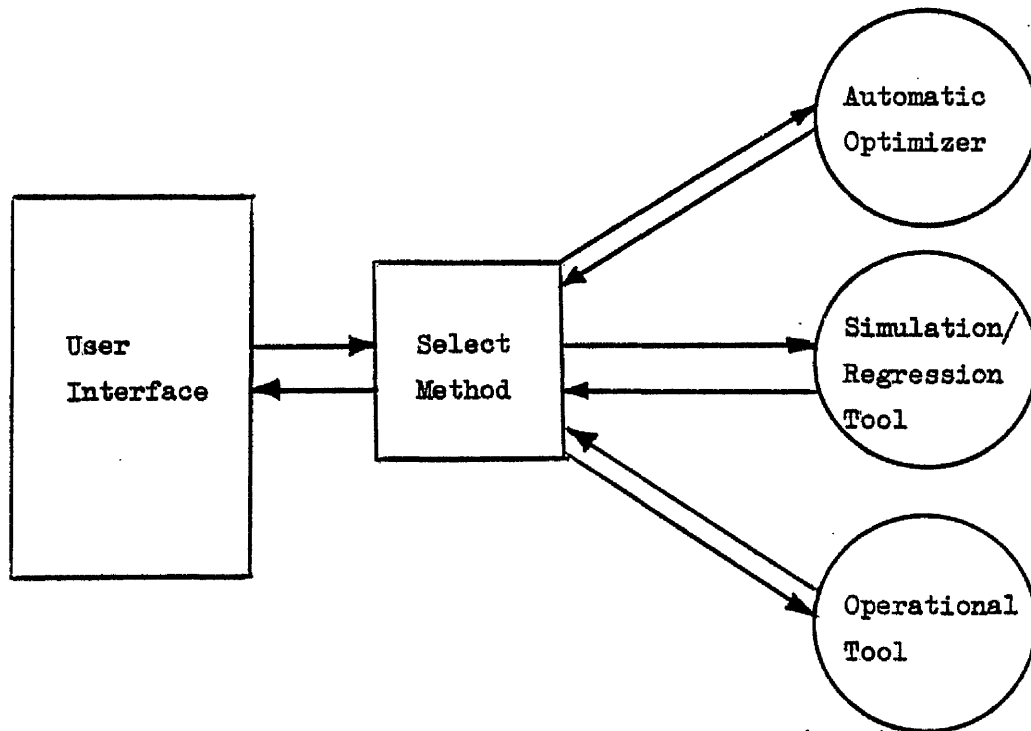 User
Interface
Select
Method
Automatic
Optimizer
Simulation/
Regression
Tool
Operational
Tool